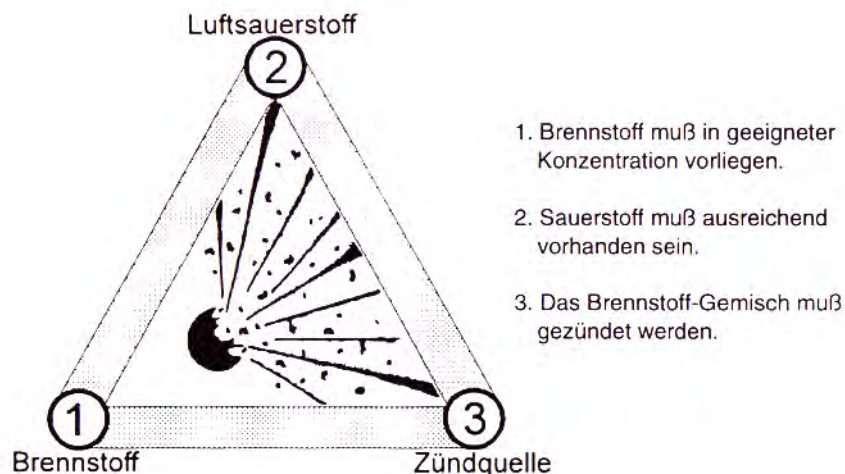 Luftsauerstoff
2
1. Brennstoff muß in geeigneter
Konzentration vorliegen.
2. Sauerstoff muß ausreichend
vorhanden sein.
3. Das Brennstoff-Gemisch muß
gezündet werden.
1
3
Brennstoff
Zündquelle